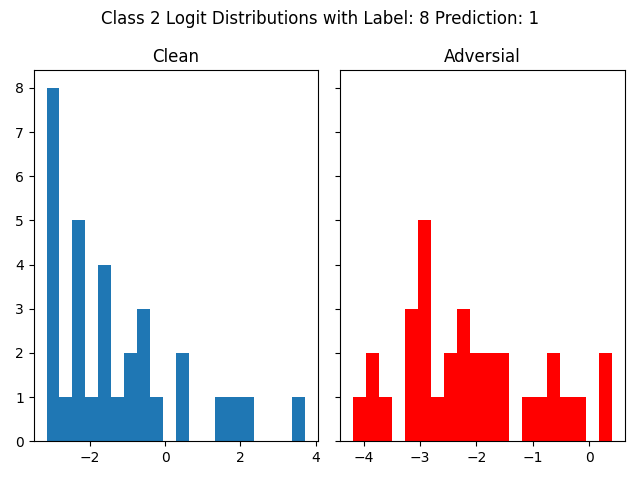 Class 2 Logit Distributions with Label: 8 Prediction: 1
Clean
Adversial
8
7
6
5
4
3
2
1
0
−2 0 2 4
−4 −3 −2 −1 0